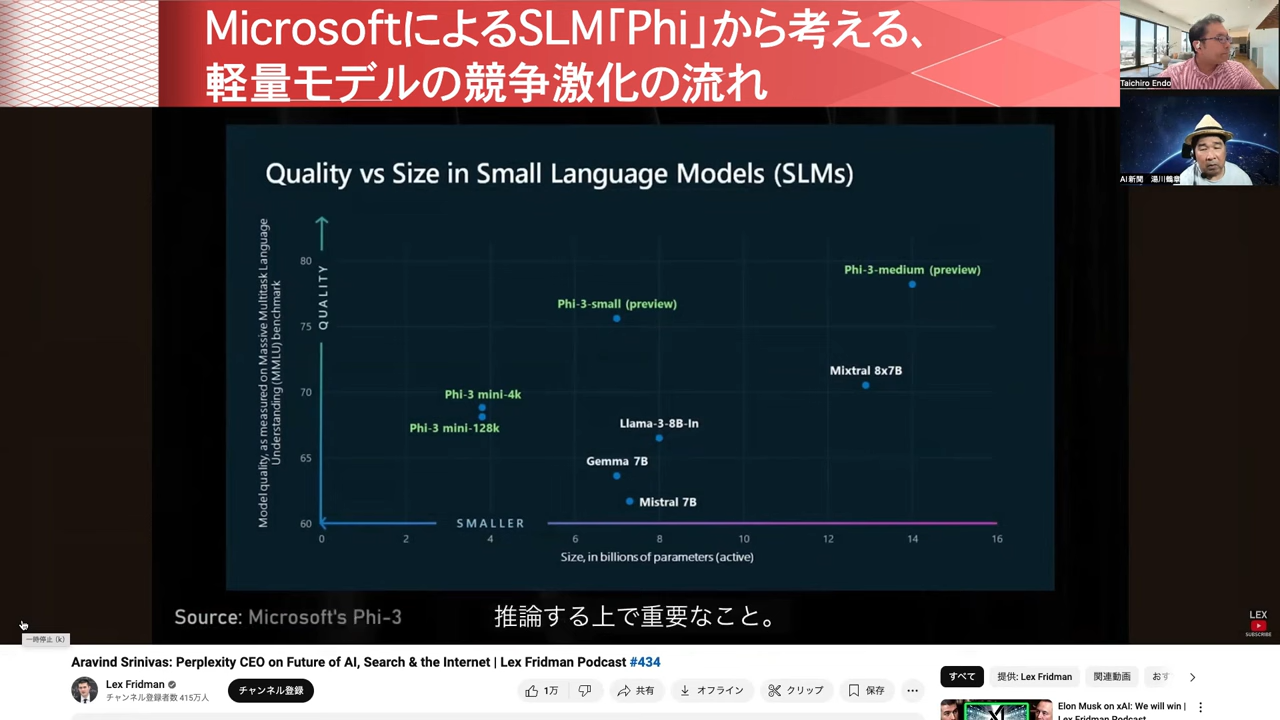 MicrosoftによるSLM「Phi」から考える、
軽量モデルの競争激化の流れ
Taichiro Endo
AI新聞 湯川鶴章
Quality vs Size in Small Language Models (SLMs)
Model quality, as measured on Massive Multitask Language
Understanding (MMLU) benchmark
QUALITY
80
75
70
65
60
Phi-3-medium (preview)
Phi-3-small (preview)
Mixtral 8x7B
Phi-3 mini-4k
Phi-3 mini-128k
Llama-3-8B-In
Gemma 7B
Mistral 7B
SMALLER
0 2 4 6 8 10 12 14 16
Size, in billions of parameters (active)
Source: Microsoft's Phi-3
推論する上で重要なこと。
LEX
SUBSCRIBE
一時停止 (k)
Aravind Srinivas: Perplexity CEO on Future of AI, Search & the Internet | Lex Fridman Podcast #434
Lex Fridman
チャンネル登録者数 415万人
チャンネル登録
1万
共有
オフライン
クリップ
保存
すべて
提供: Lex Fridman
関連動画
おす
Elon Musk on xAI: We will win |
Lex Fridman Podcast